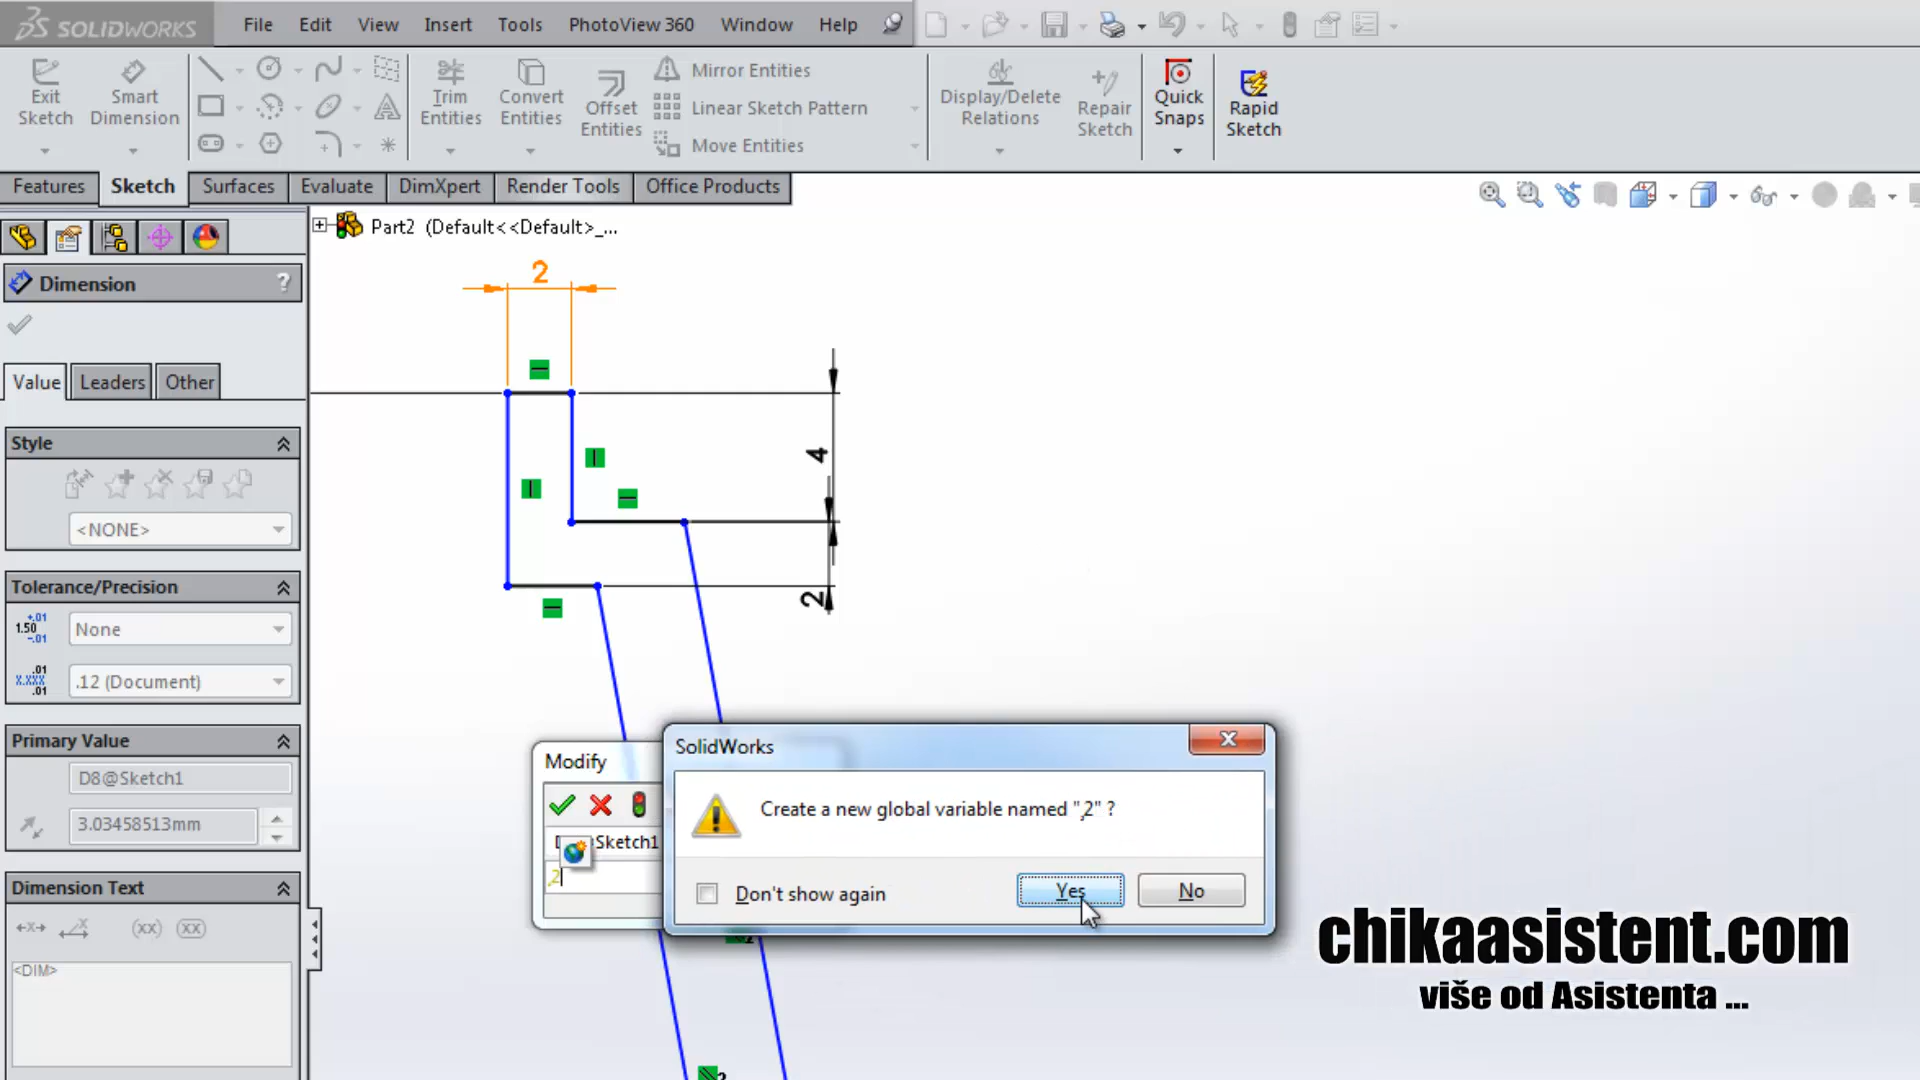 SOLIDWORKS
File Edit View Insert Tools PhotoView 360 Window Help
Exit Sketch
Smart Dimension
Trim Entities
Convert Entities
Offset Entities
Mirror Entities
Linear Sketch Pattern
Move Entities
Display/Delete Relations
Repair Sketch
Quick Snaps
Rapid Sketch
Features Sketch Surfaces Evaluate DimXpert Render Tools Office Products
Part2 (Default<<Default>_...
Dimension ?
Value Leaders Other
Style
<NONE>
Tolerance/Precision
None
.12 (Document)
Primary Value
D8@Sketch1
3.03458513mm
Dimension Text
(xx) (xx)
<DIM>
2
4
2
Modify
Sketch1
,2
SolidWorks
Create a new global variable named ",2" ?
Don't show again
Yes
No
chikaasistent.com
više od Asistenta ...